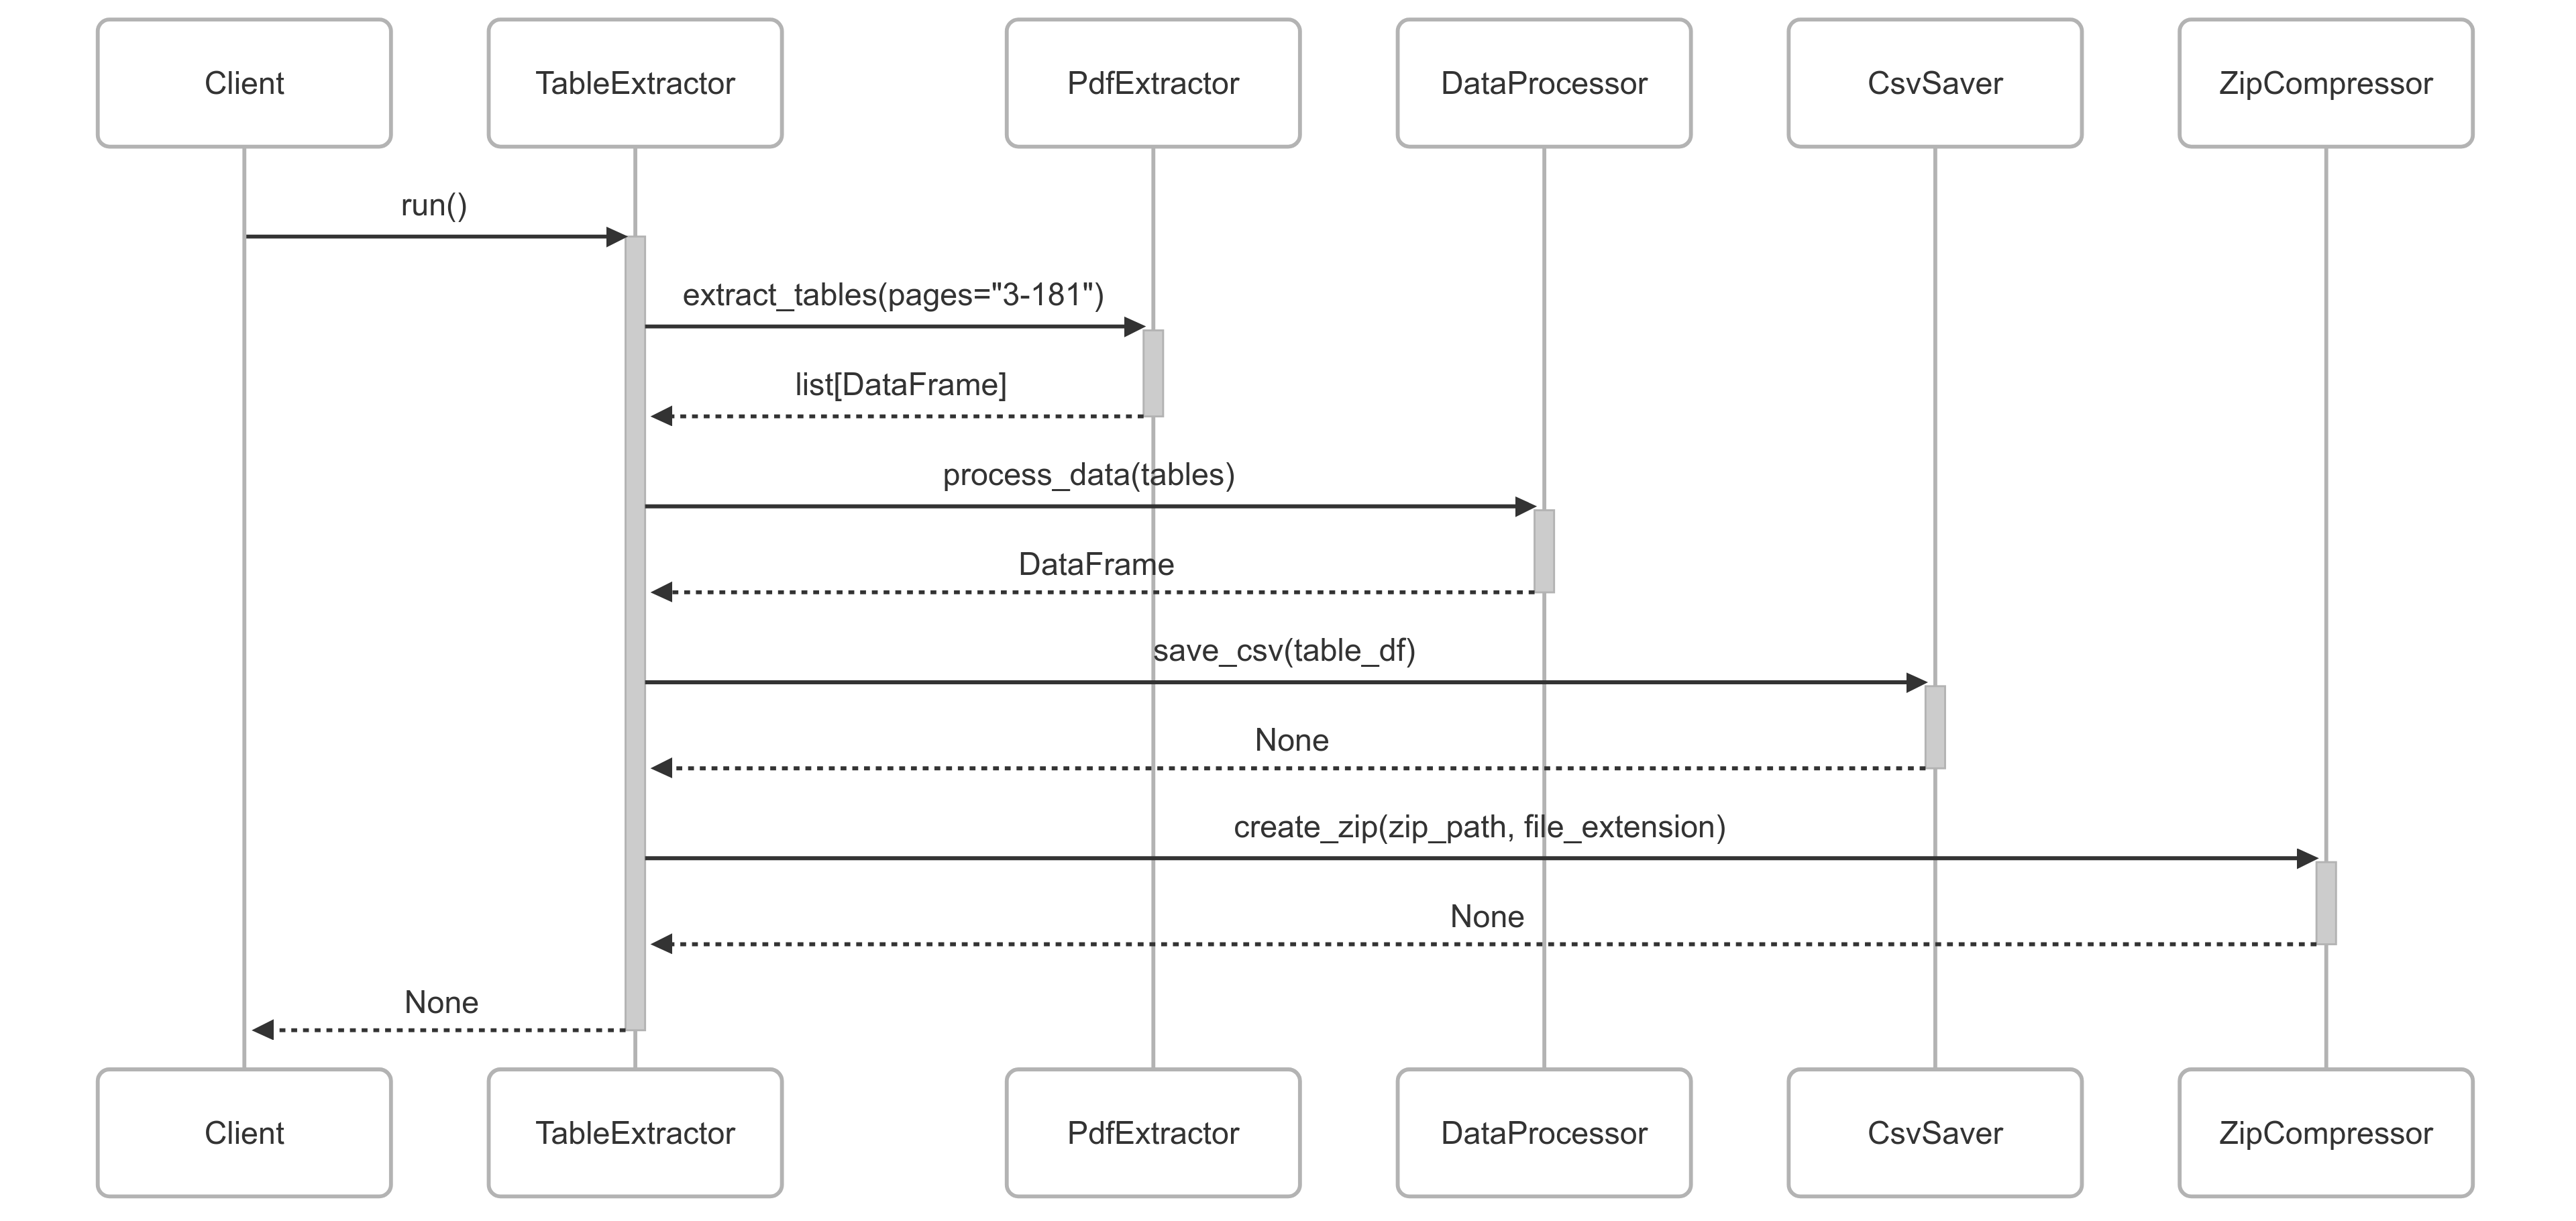 Client
TableExtractor
PdfExtractor
DataProcessor
CsvSaver
ZipCompressor
run()
extract_tables(pages="3-181")
list[DataFrame]
process_data(tables)
DataFrame
save_csv(table_df)
None
create_zip(zip_path, file_extension)
None
None
Client
TableExtractor
PdfExtractor
DataProcessor
CsvSaver
ZipCompressor